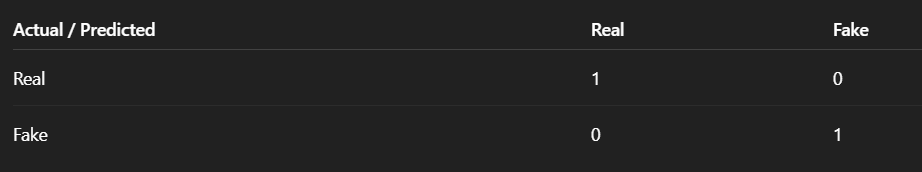 Actual / Predicted Real Fake
Real 1 0
Fake 0 1